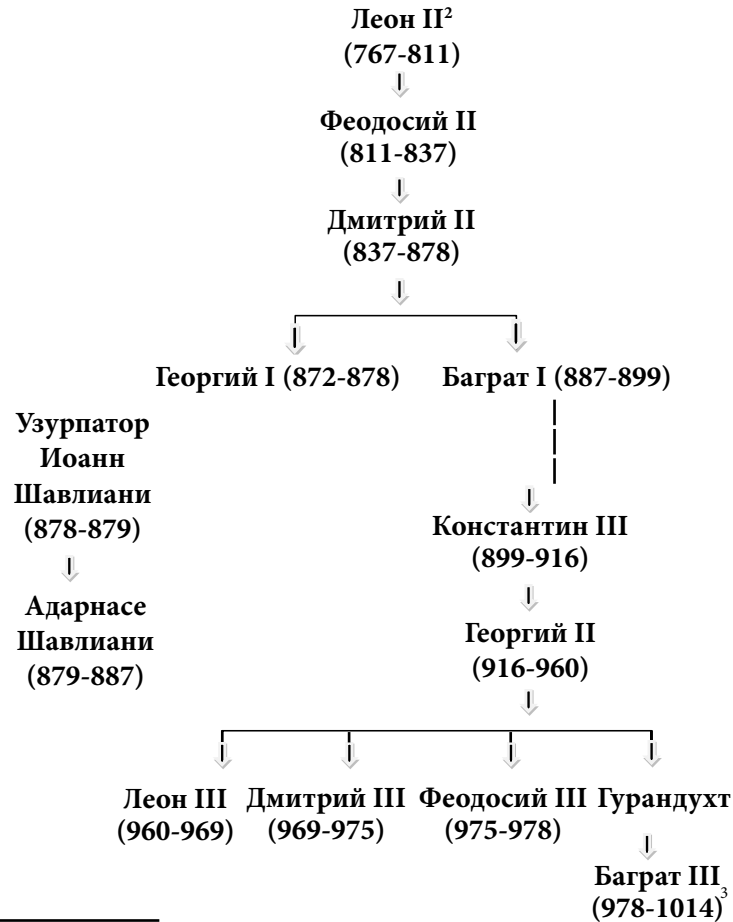 Леон II²
(767-811)
Феодосий II
(811-837)
Дмитрий II
(837-878)
Георгий I (872-878)
Баграт I (887-899)
Узурпатор
Иоанн
Шавлиани
(878-879)
Адарнасе
Шавлиани
(879-887)
Константин III
(899-916)
Георгий II
(916-960)
Леон III
(960-969)
Дмитрий III
(969-975)
Феодосий III
(975-978)
Гурандухт
Баграт III
(978-1014)³